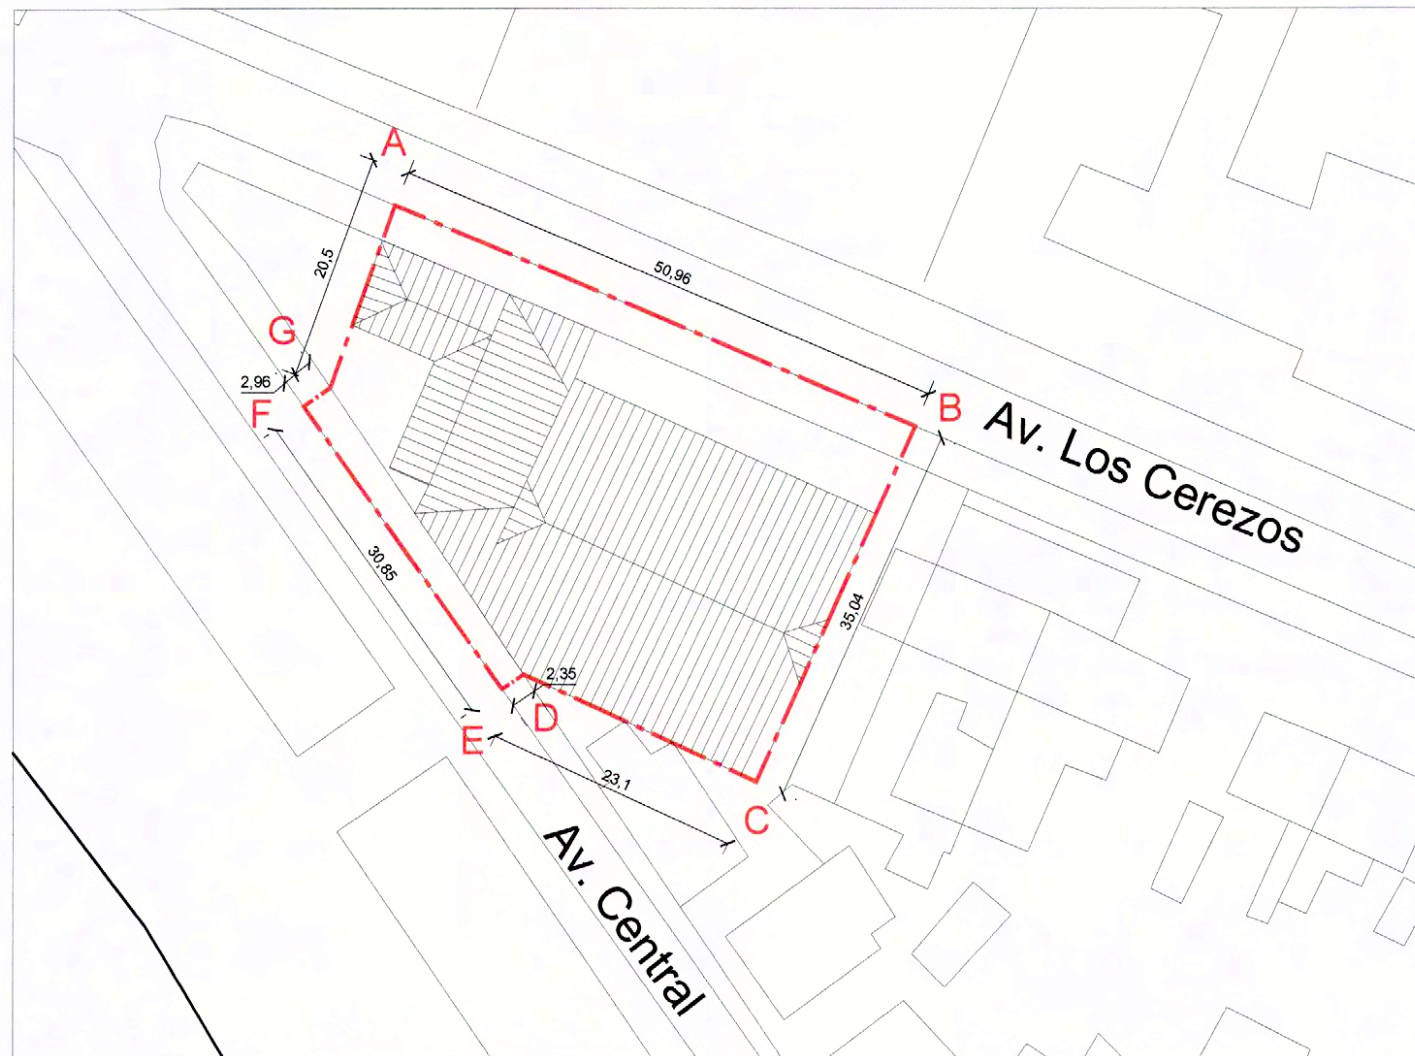 A
20,5
50,96
G
2,96
F
B
Av. Los Cerezos
30,85
35,04
2,35
D
E
23,1
C
Av. Central